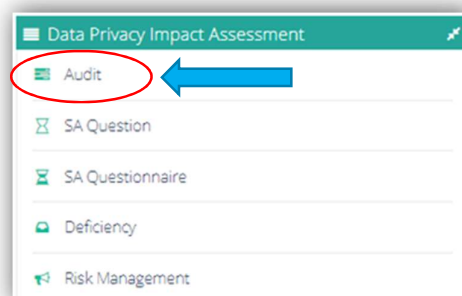 Data Privacy Impact Assessment
Audit
SA Question
SA Questionnaire
Deficiency
Risk Management